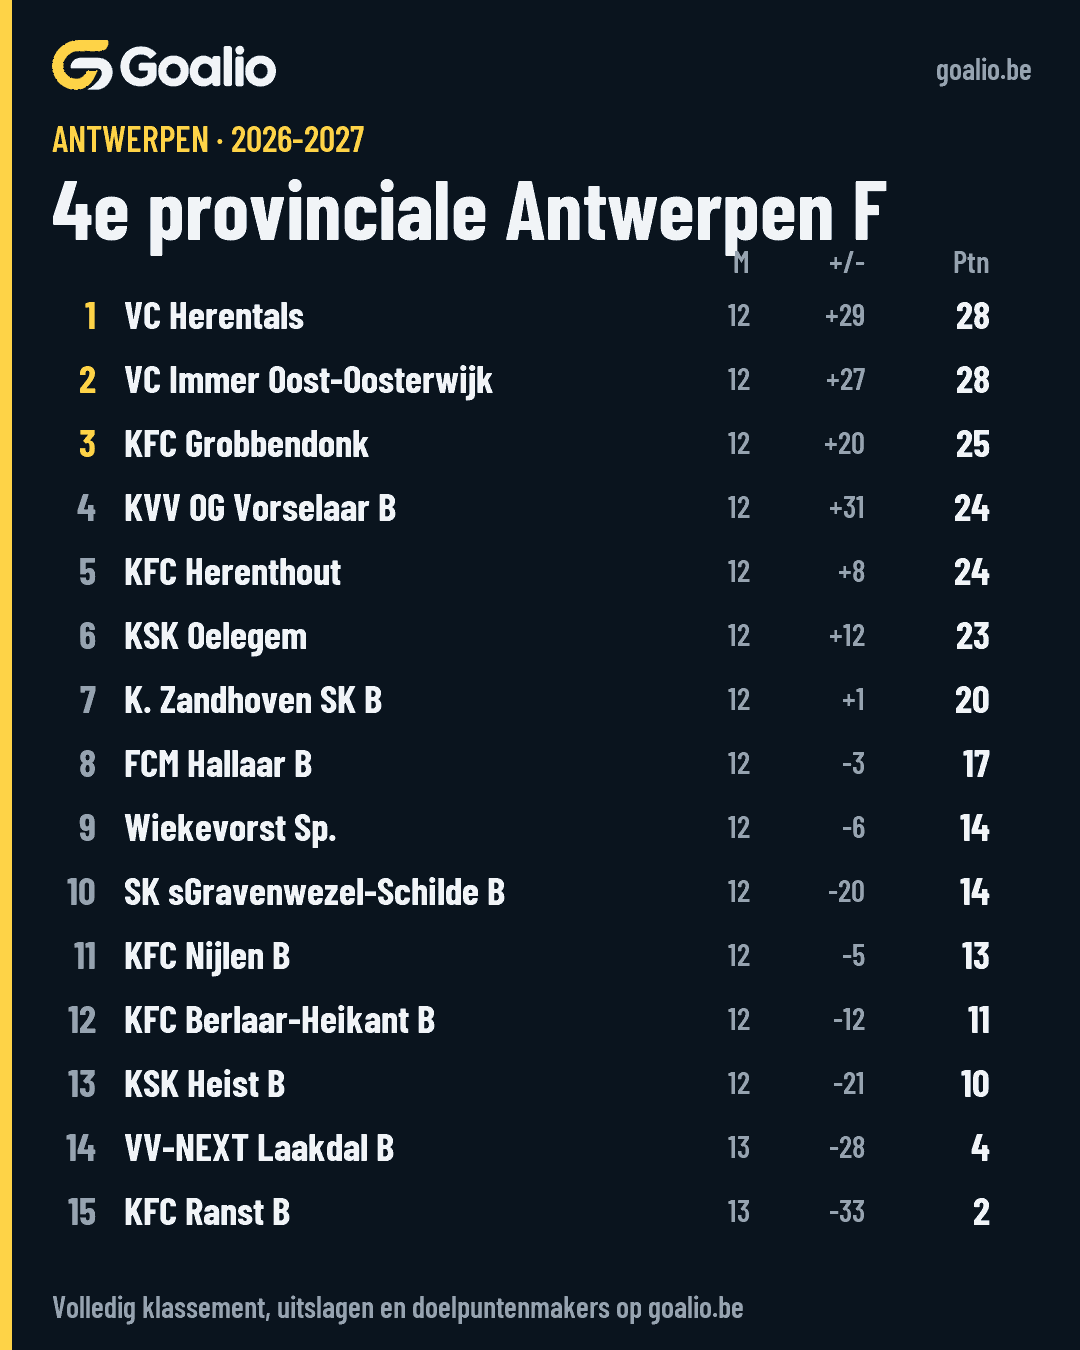 Goalio
goalio.be
ANTWERPEN · 2026-2027
4e provinciale Antwerpen F
M +/- Ptn
1 VC Herentals 12 +29 28
2 VC Immer Oost-Oosterwijk 12 +27 28
3 KFC Grobbendonk 12 +20 25
4 KVV OG Vorselaar B 12 +31 24
5 KFC Herenthout 12 +8 24
6 KSK Oelegem 12 +12 23
7 K. Zandhoven SK B 12 +1 20
8 FCM Hallaar B 12 -3 17
9 Wiekevorst Sp. 12 -6 14
10 SK sGravenwezel-Schilde B 12 -20 14
11 KFC Nijlen B 12 -5 13
12 KFC Berlaar-Heikant B 12 -12 11
13 KSK Heist B 12 -21 10
14 VV-NEXT Laakdal B 13 -28 4
15 KFC Ranst B 13 -33 2
Volledig klassement, uitslagen en doelpuntenmakers op goalio.be